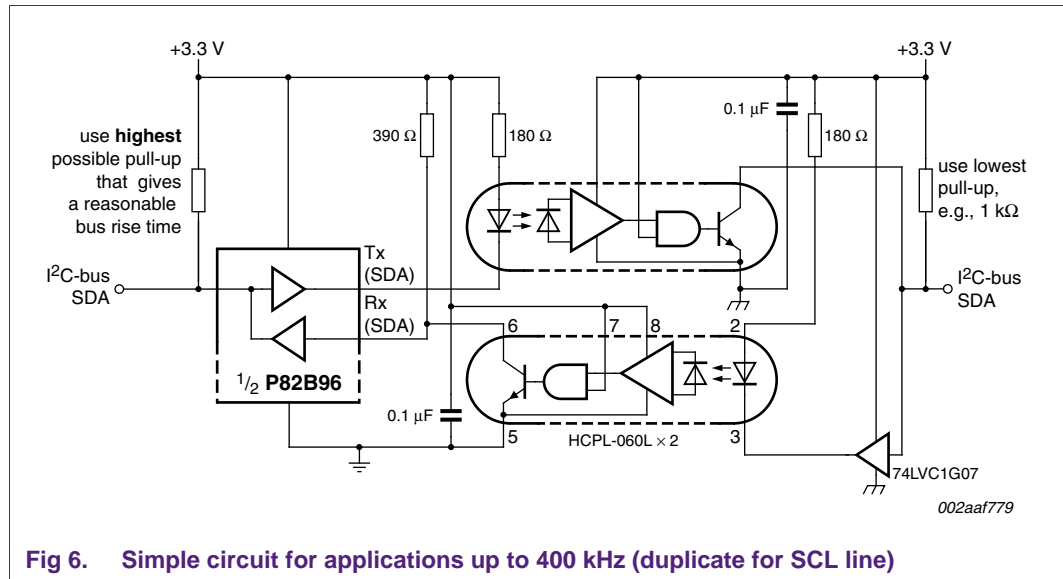 +3.3 V
+3.3 V
use highest
possible pull-up
that gives
a reasonable
bus rise time
390 Ω
180 Ω
0.1 μF
180 Ω
use lowest
pull-up,
e.g., 1 kΩ
I²C-bus
SDA
Tx
(SDA)
Rx
(SDA)
I²C-bus
SDA
6
7
8
2
1/2 P82B96
0.1 μF
5
HCPL-060L × 2
3
74LVC1G07
002aaf779
Fig 6. Simple circuit for applications up to 400 kHz (duplicate for SCL line)